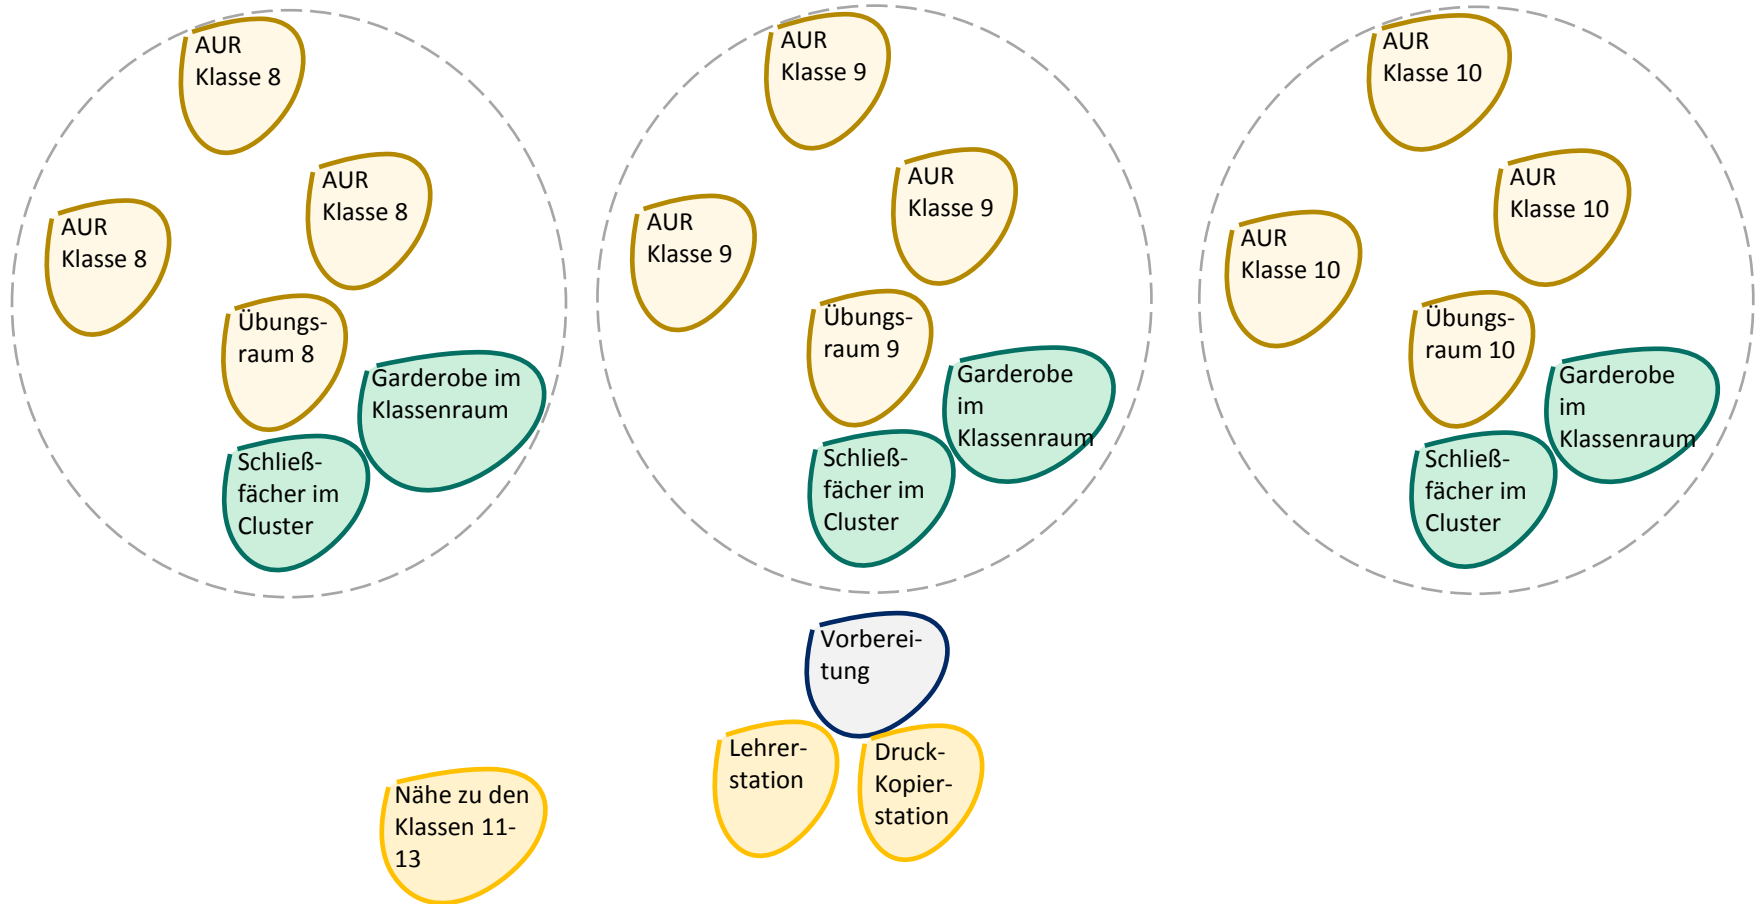 AUR
Klasse 8
AUR
Klasse 8
AUR
Klasse 8
Übungs-
raum 8
Garderobe im
Klassenraum
Schließ-
fächer im
Cluster
AUR
Klasse 9
AUR
Klasse 9
AUR
Klasse 9
Übungs-
raum 9
Garderobe
im
Klassenraum
Schließ-
fächer im
Cluster
AUR
Klasse 10
AUR
Klasse 10
AUR
Klasse 10
Übungs-
raum 10
Garderobe
im
Klassenraum
Schließ-
fächer im
Cluster
Vorberei-
tung
Lehrer-
station
Druck-
Kopier-
station
Nähe zu den
Klassen 11-
13